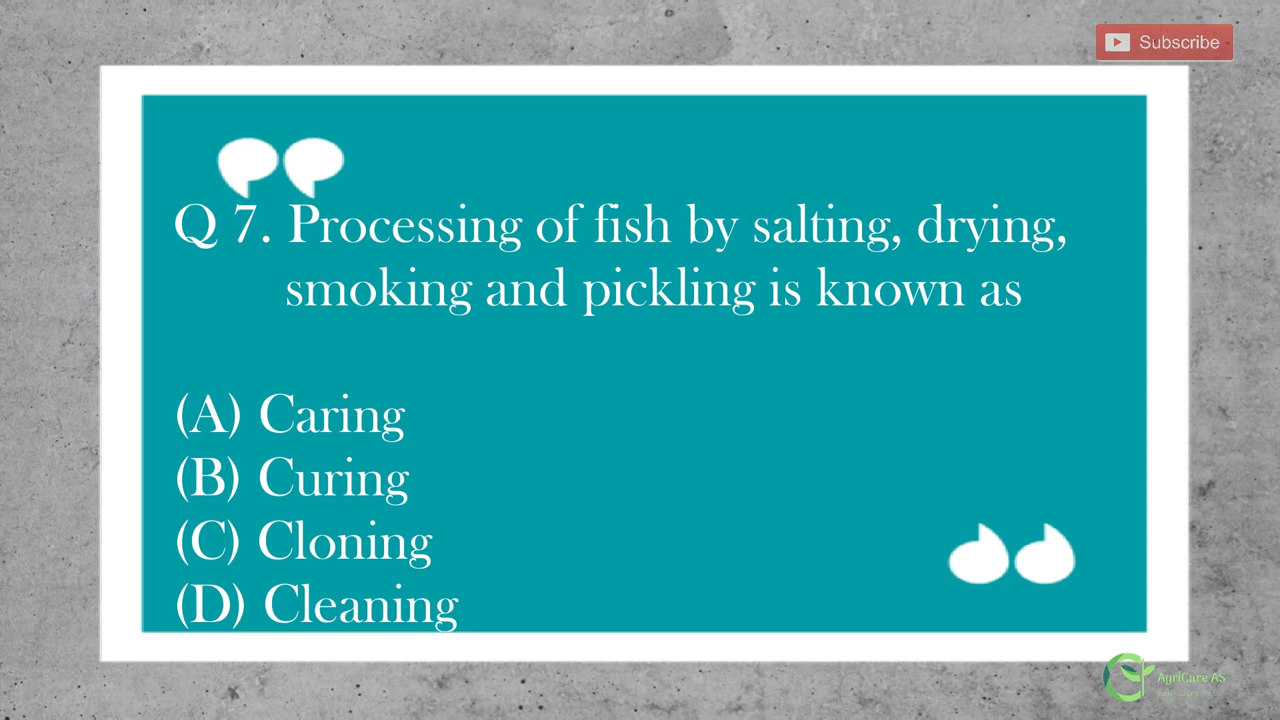 Subscribe
Q 7. Processing of fish by salting, drying,
smoking and pickling is known as
(A) Caring
(B) Curing
(C) Cloning
(D) Cleaning
AgriCare AS